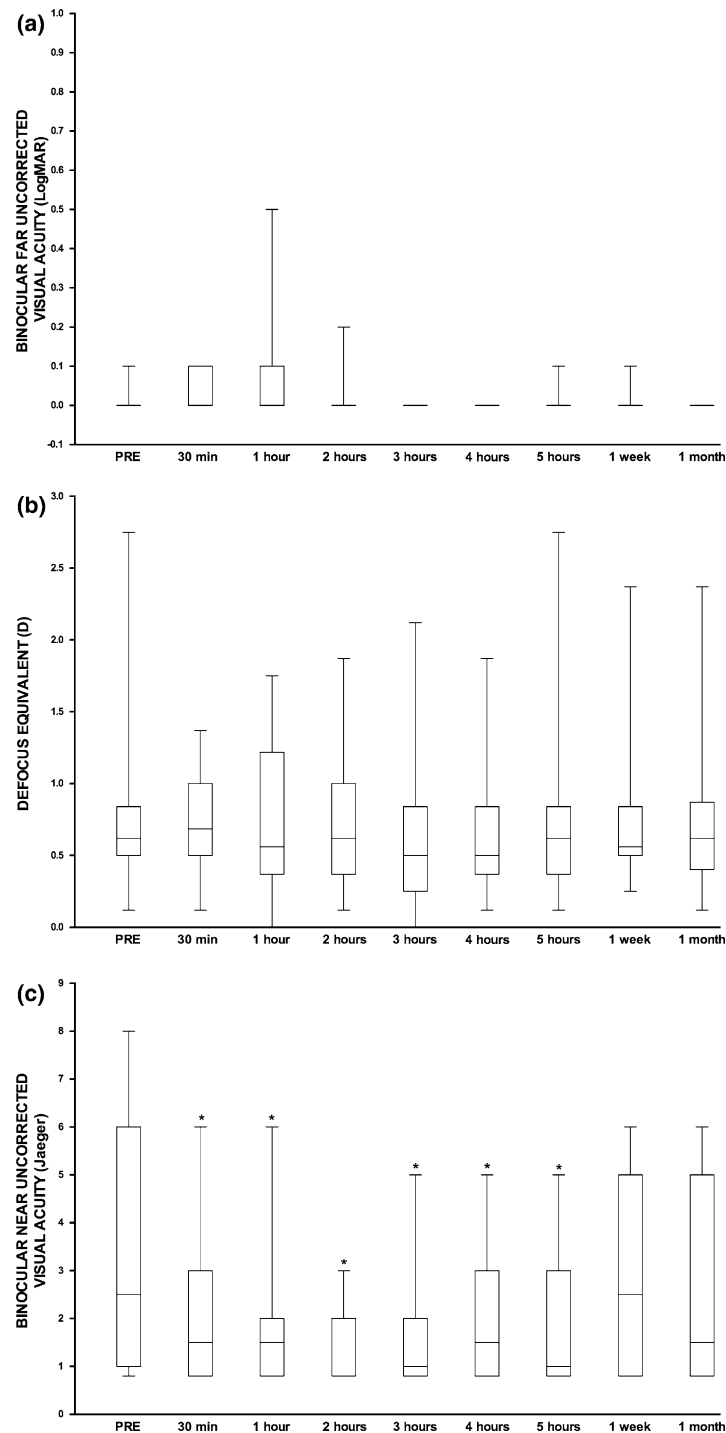 (a)
BINOCULAR FAR UNCORRECTED
VISUAL ACUITY (LogMAR)
1.0
0.9
0.8
0.7
0.6
0.5
0.4
0.3
0.2
0.1
0.0
-0.1
PRE 30 min 1 hour 2 hours 3 hours 4 hours 5 hours 1 week 1 month
(b)
DEFOCUS EQUIVALENT (D)
3.0
2.5
2.0
1.5
1.0
0.5
0.0
PRE 30 min 1 hour 2 hours 3 hours 4 hours 5 hours 1 week 1 month
(c)
BINOCULAR NEAR UNCORRECTED
VISUAL ACUITY (Jaeger)
9
8
7
6
5
4
3
2
1
0
* * * * * *
PRE 30 min 1 hour 2 hours 3 hours 4 hours 5 hours 1 week 1 month